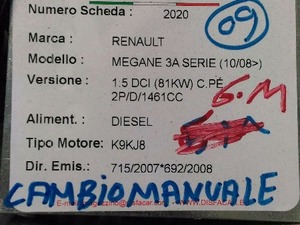 Numero Scheda : 2020
09
Marca : RENAULT
Modello : MEGANE 3A SERIE (10/08>)
Versione : 1.5 DCI (81KW) C.PE
2P/D/1461CC
6.M
Aliment. : DIESEL
Tipo Motore: K9KJ8
Dir. Emis.: 715/2007*692/2008
CAMBIO MANUALE